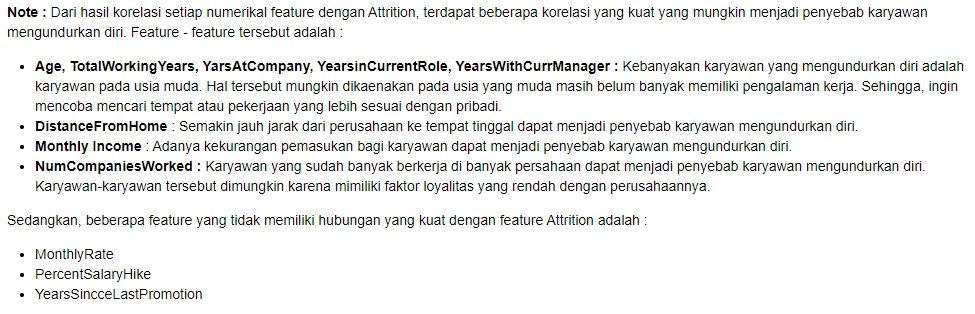 Note : Dari hasil korelasi setiap numerikal feature dengan Attrition, terdapat beberapa korelasi yang kuat yang mungkin menjadi penyebab karyawan
mengundurkan diri. Feature - feature tersebut adalah :
• Age, TotalWorkingYears, YarsAtCompany, YearsinCurrentRole, YearsWithCurrManager : Kebanyakan karyawan yang mengundurkan diri adalah
karyawan pada usia muda. Hal tersebut mungkin dikaenakan pada usia yang muda masih belum banyak memiliki pengalaman kerja. Sehingga, ingin
mencoba mencari tempat atau pekerjaan yang lebih sesuai dengan pribadi.
• DistanceFromHome : Semakin jauh jarak dari perusahaan ke tempat tinggal dapat menjadi penyebab karyawan mengundurkan diri.
• Monthly Income : Adanya kekurangan pemasukan bagi karyawan dapat menjadi penyebab karyawan mengundurkan diri.
• NumCompaniesWorked : Karyawan yang sudah banyak berkerja di banyak persahaan dapat menjadi penyebab karyawan mengundurkan diri.
Karyawan-karyawan tersebut dimungkin karena mimiliki faktor loyalitas yang rendah dengan perusahaannya.
Sedangkan, beberapa feature yang tidak memiliki hubungan yang kuat dengan feature Attrition adalah :
• MonthlyRate
• PercentSalaryHike
• YearsSincceLastPromotion